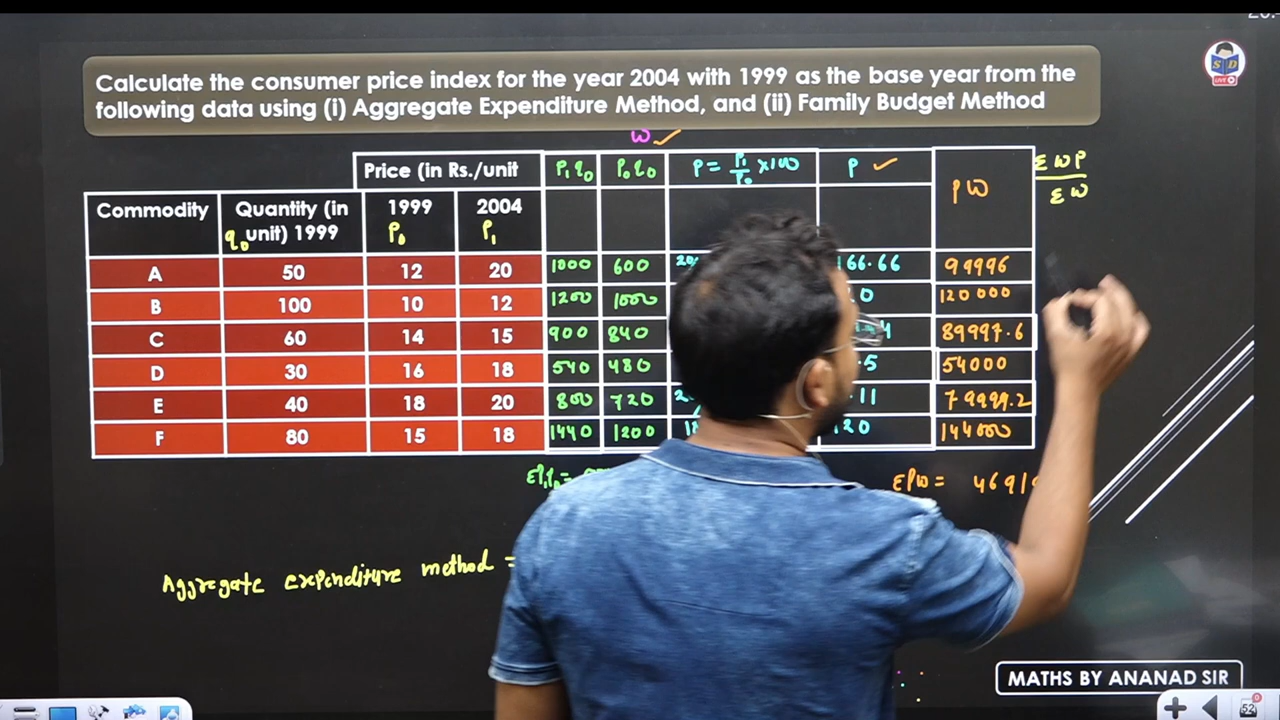 Calculate the consumer price index for the year 2004 with 1999 as the base year from the
following data using (i) Aggregate Expenditure Method, and (ii) Family Budget Method
W
Price (in Rs./unit P₁q₀ P₀q₀ P = P₁/P₀ ×100 P PW ΣWP/ΣW
Commodity Quantity (in unit) 1999 q₀ 1999 P₀ 2004 P₁
A 50 12 20 1000 600 166.66 99996
B 100 10 12 1200 1000 120000
C 60 14 15 900 840 89997.6
D 30 16 18 540 480 54000
E 40 18 20 800 720 79999.2
F 80 15 18 1440 1200 120 144000
ΣP₁q₀ = ΣPW =
Aggregate expenditure method =
SD
LIVE
MATHS BY ANANAD SIR
52